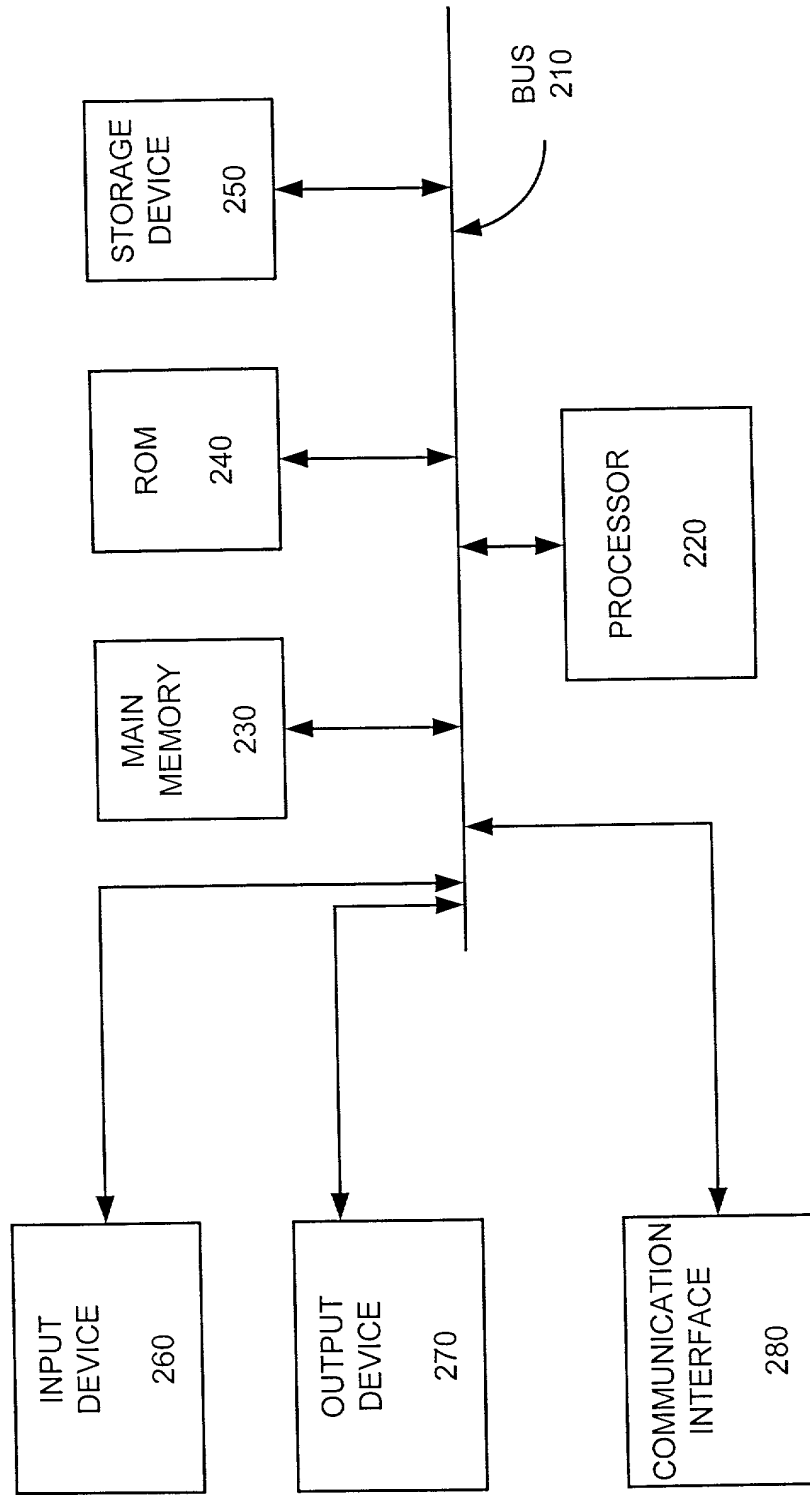 INPUT
DEVICE
260
OUTPUT
DEVICE
270
COMMUNICATION
INTERFACE
280
MAIN
MEMORY
230
ROM
240
STORAGE
DEVICE
250
PROCESSOR
220
BUS
210